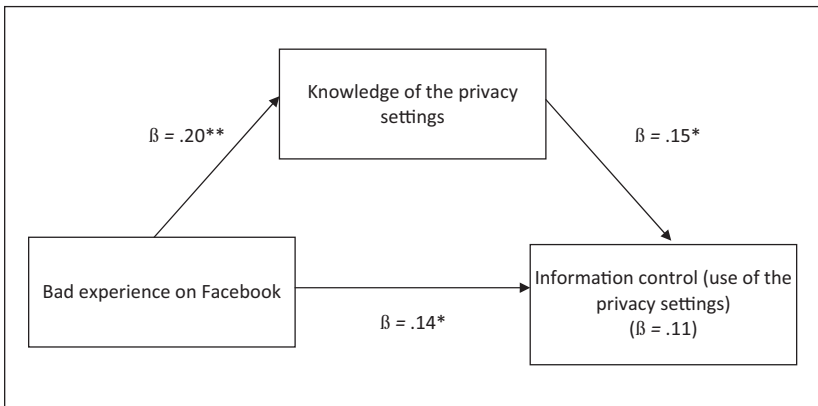 Knowledge of the privacy
settings
ß = .20**
ß = .15*
Bad experience on Facebook
Information control (use of the
privacy settings)
(ß = .11)
ß = .14*